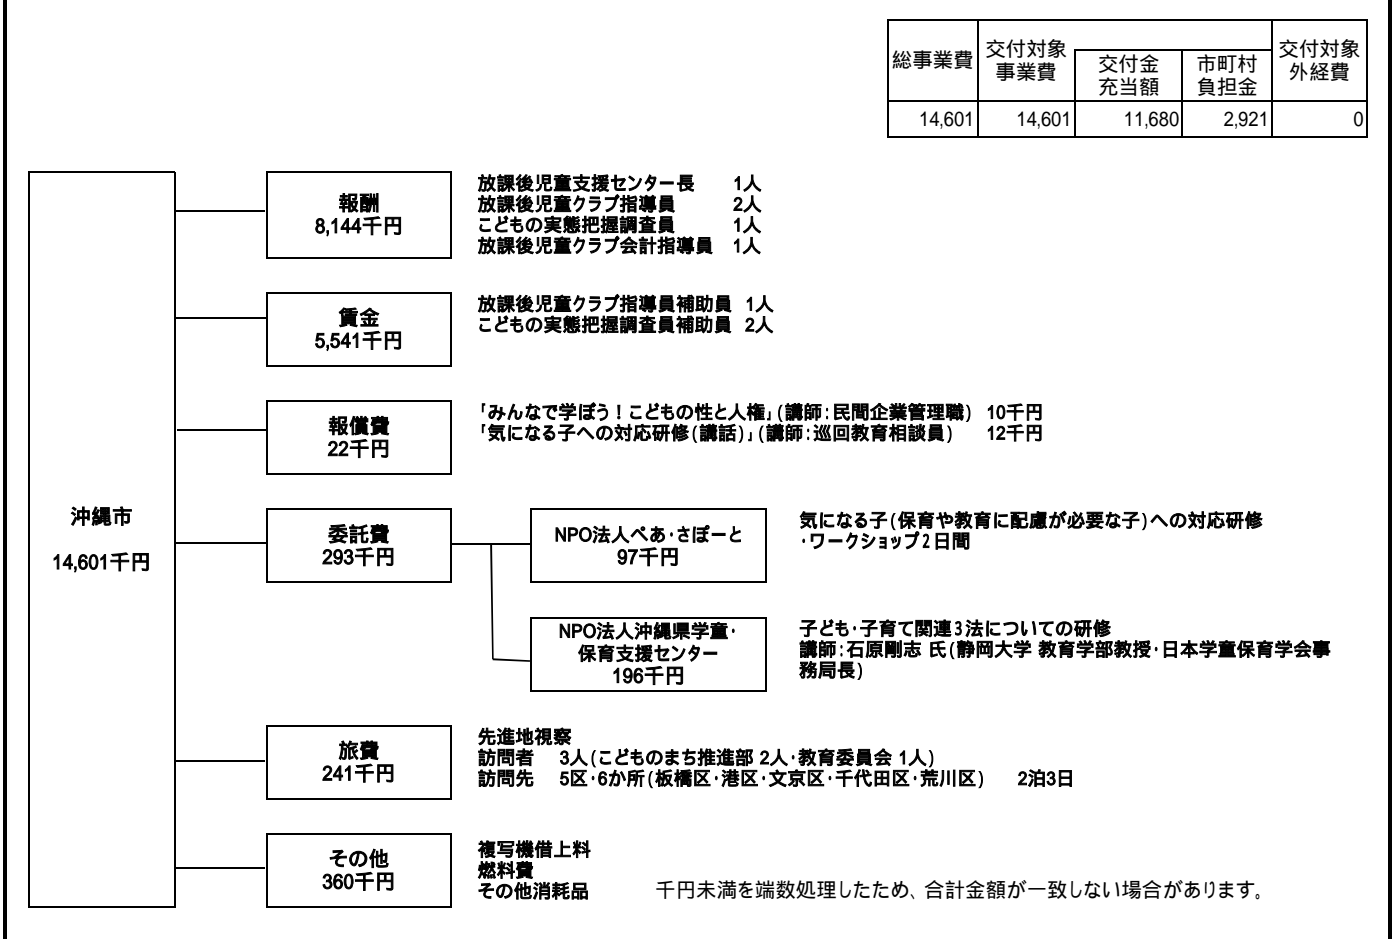 総事業費
交付対象
事業費
交付金
充当額
市町村
負担金
交付対象
外経費
14,601 14,601 11,680 2,921 0
沖縄市
14,601千円
報酬
8,144千円
放課後児童支援センター長 1人
放課後児童クラブ指導員 2人
こどもの実態把握調査員 1人
放課後児童クラブ会計指導員 1人
賃金
5,541千円
放課後児童クラブ指導員補助員 1人
こどもの実態把握調査員補助員 2人
報償費
22千円
「みんなで学ぼう！こどもの性と人権」(講師:民間企業管理職) 10千円
「気になる子への対応研修(講話)」(講師:巡回教育相談員) 12千円
委託費
293千円
NPO法人ぺあ・さぽーと
97千円
気になる子(保育や教育に配慮が必要な子)への対応研修
・ワークショップ2日間
NPO法人沖縄県学童・
保育支援センター
196千円
子ども・子育て関連3法についての研修
講師:石原剛志 氏(静岡大学 教育学部教授・日本学童保育学会事
務局長)
旅費
241千円
先進地視察
訪問者 3人(こどものまち推進部 2人・教育委員会 1人)
訪問先 5区・6か所(板橋区・港区・文京区・千代田区・荒川区) 2泊3日
その他
360千円
複写機借上料
燃料費
その他消耗品
千円未満を端数処理したため、合計金額が一致しない場合があります。